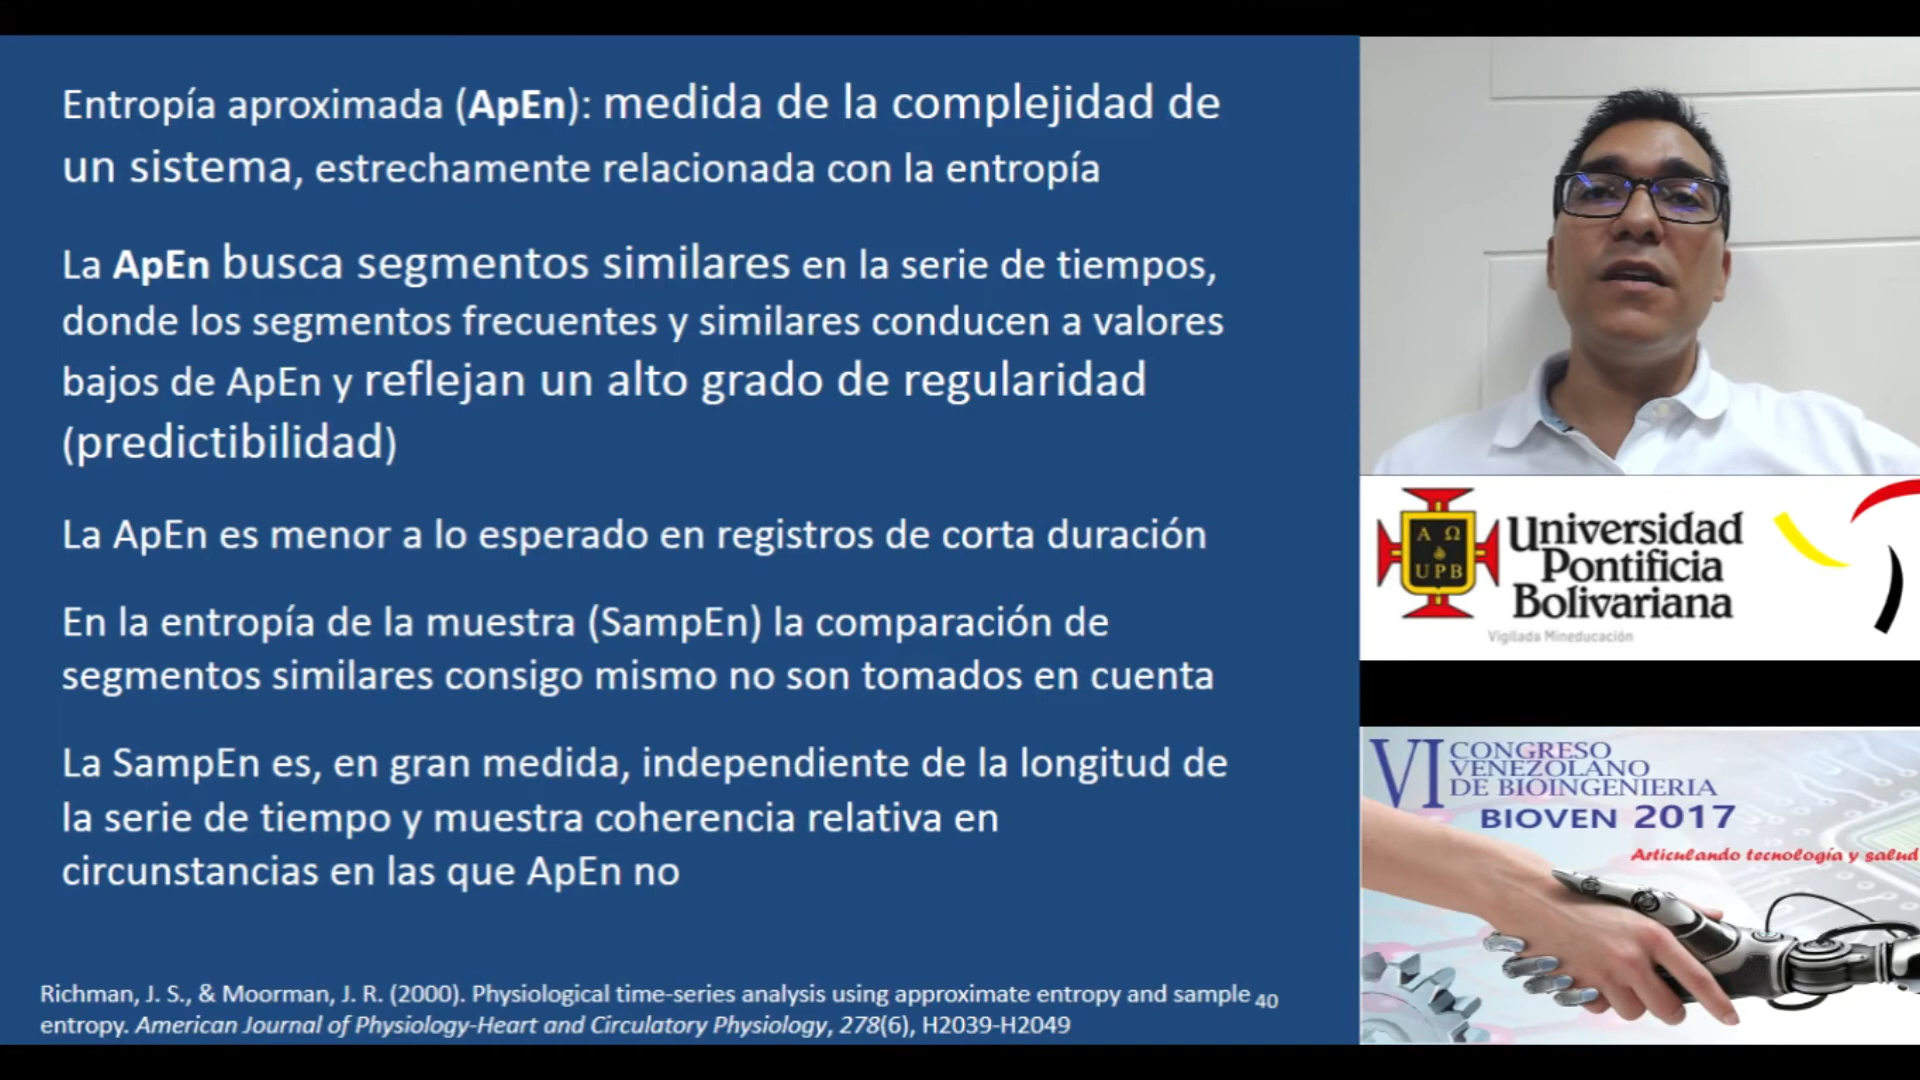 Entropía aproximada (ApEn): medida de la complejidad de
un sistema, estrechamente relacionada con la entropía
La ApEn busca segmentos similares en la serie de tiempos,
donde los segmentos frecuentes y similares conducen a valores
bajos de ApEn y reflejan un alto grado de regularidad
(predictibilidad)
La ApEn es menor a lo esperado en registros de corta duración
En la entropía de la muestra (SampEn) la comparación de
segmentos similares consigo mismo no son tomados en cuenta
La SampEn es, en gran medida, independiente de la longitud de
la serie de tiempo y muestra coherencia relativa en
circunstancias en las que ApEn no
Richman, J. S., & Moorman, J. R. (2000). Physiological time-series analysis using approximate entropy and sample
entropy. American Journal of Physiology-Heart and Circulatory Physiology, 278(6), H2039-H2049
40
Α Ω
UPB
Universidad
Pontificia
Bolivariana
Vigilada Mineducación
VI CONGRESO
VENEZOLANO
DE BIOINGENIERIA
BIOVEN 2017
Articulando tecnología y salud